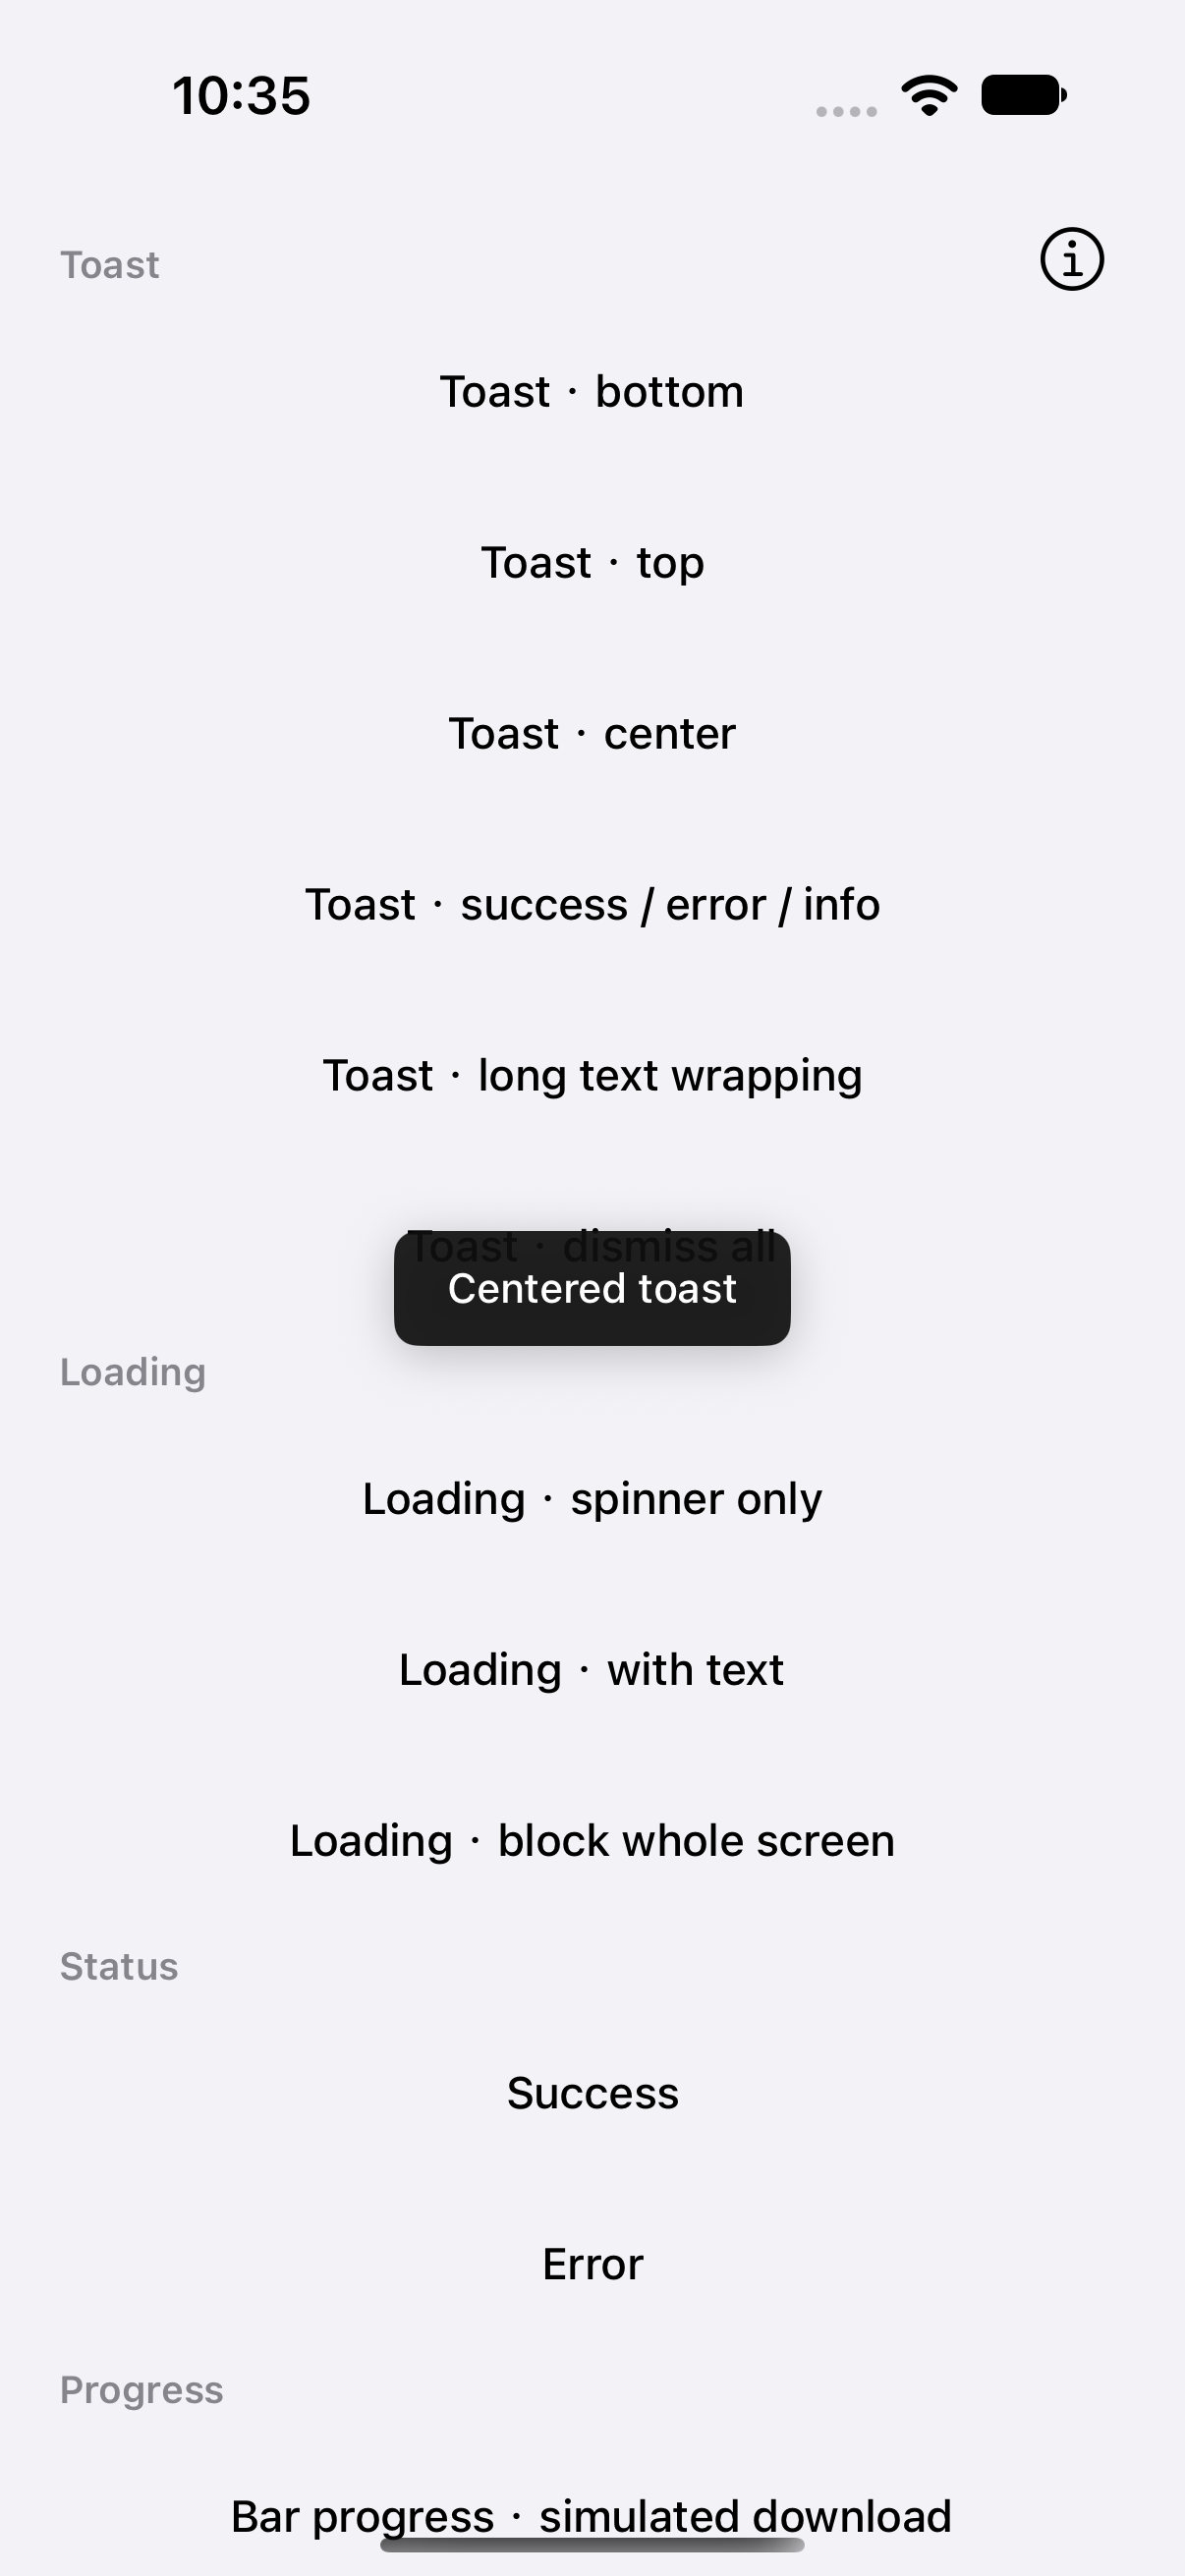 10:35
Toast
Toast · bottom
Toast · top
Toast · center
Toast · success / error / info
Toast · long text wrapping
Toast · dismiss all
Centered toast
Loading
Loading · spinner only
Loading · with text
Loading · block whole screen
Status
Success
Error
Progress
Bar progress · simulated download